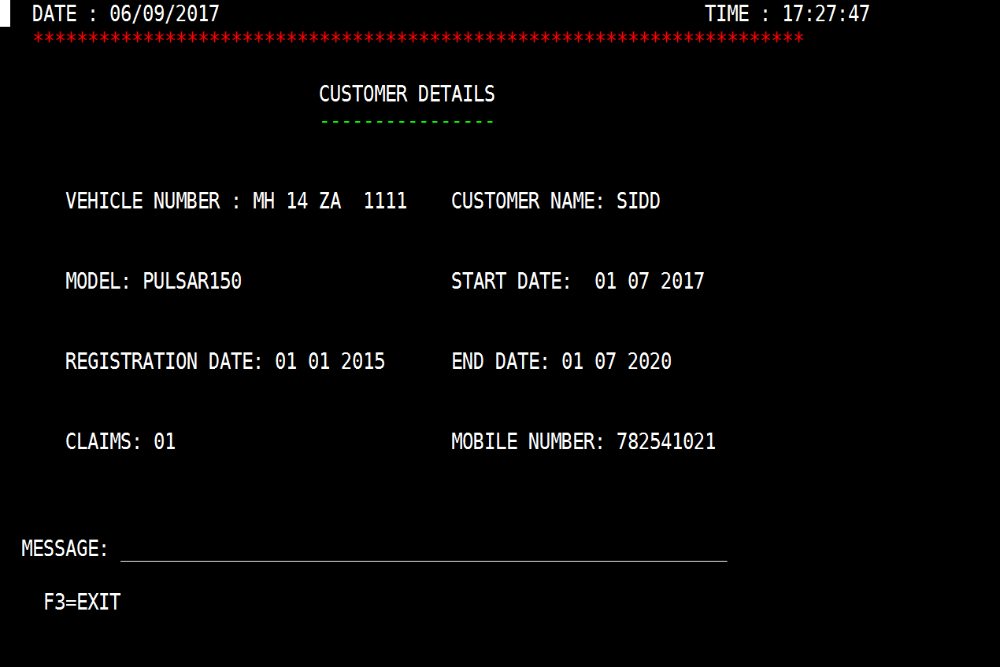 DATE : 06/09/2017 TIME : 17:27:47
**********************************************************************
CUSTOMER DETAILS
----------------
VEHICLE NUMBER : MH 14 ZA  1111 CUSTOMER NAME: SIDD
MODEL: PULSAR150 START DATE:  01 07 2017
REGISTRATION DATE: 01 01 2015 END DATE: 01 07 2020
CLAIMS: 01 MOBILE NUMBER: 782541021
MESSAGE: _______________________________________________________
F3=EXIT